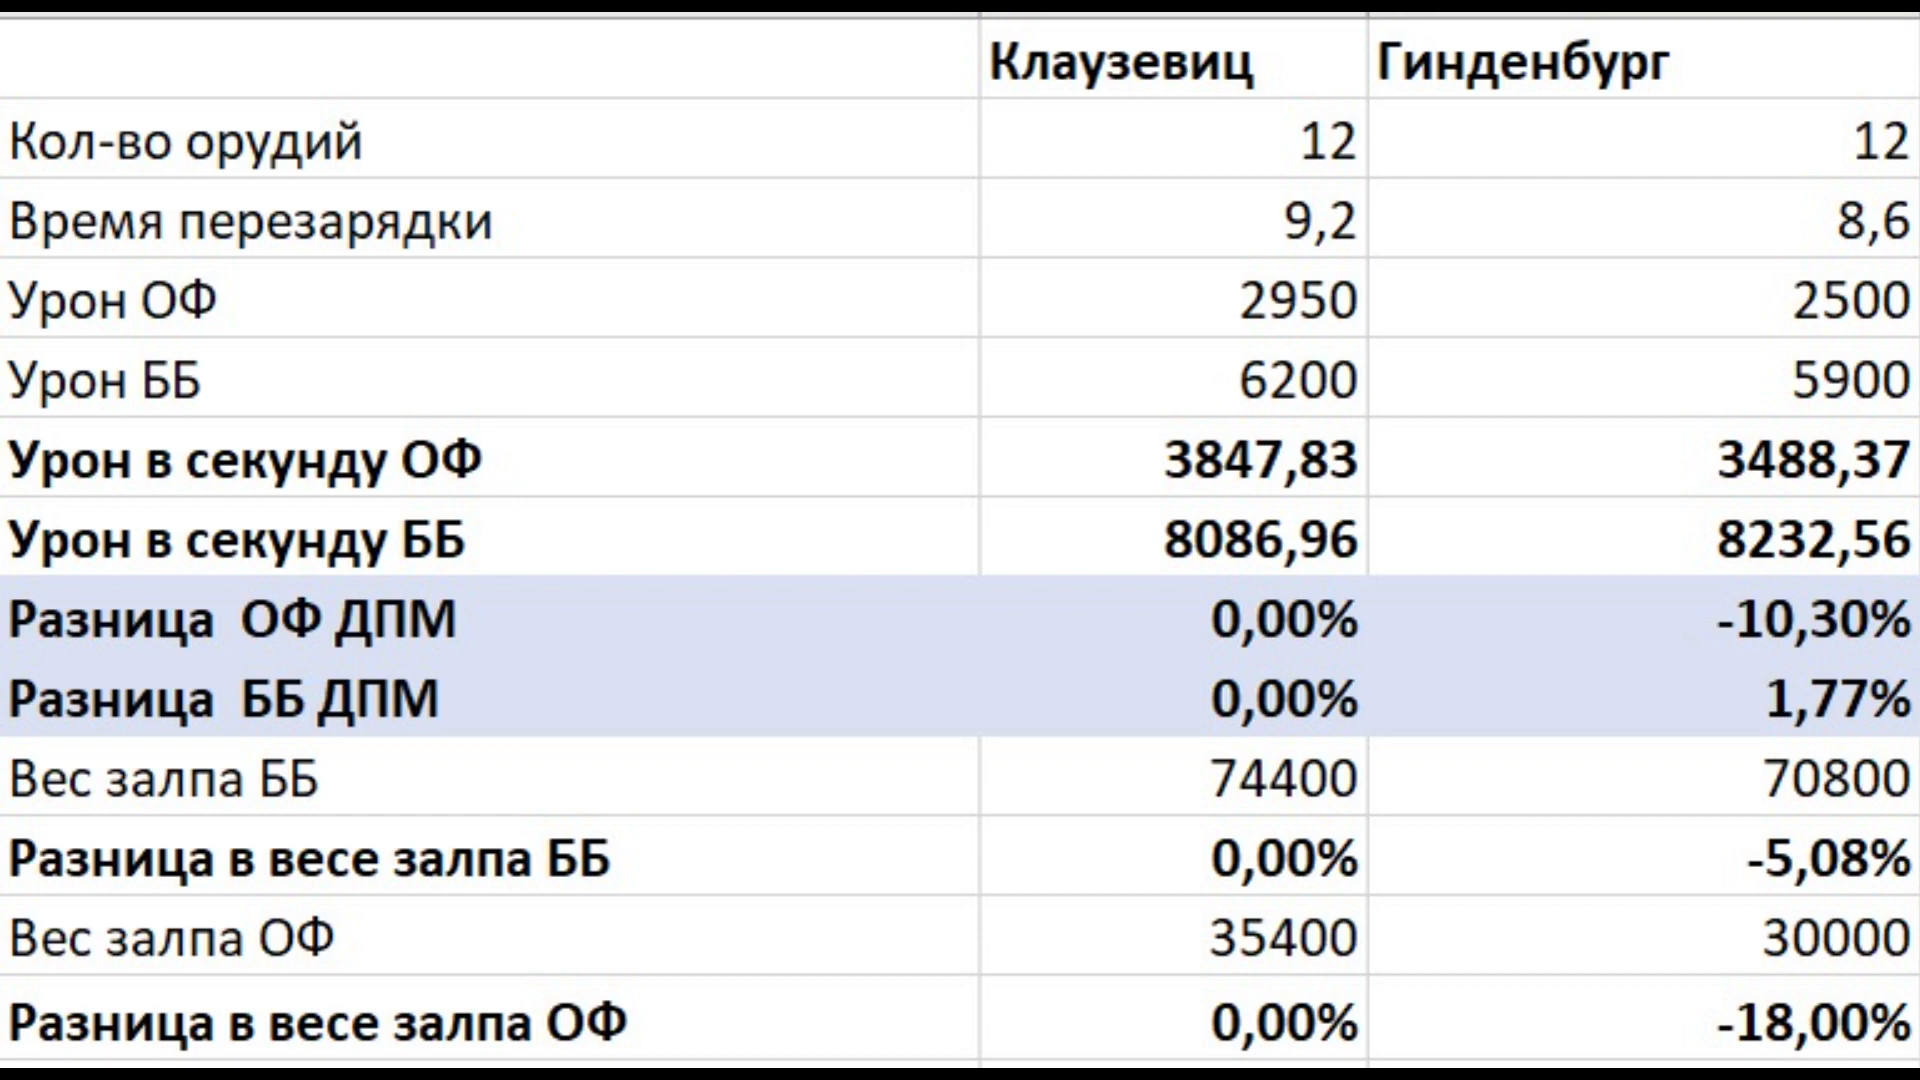 Клаузевиц Гинденбург
Кол-во орудий 12 12
Время перезарядки 9,2 8,6
Урон ОФ 2950 2500
Урон ББ 6200 5900
Урон в секунду ОФ 3847,83 3488,37
Урон в секунду ББ 8086,96 8232,56
Разница ОФ ДПМ 0,00% -10,30%
Разница ББ ДПМ 0,00% 1,77%
Вес залпа ББ 74400 70800
Разница в весе залпа ББ 0,00% -5,08%
Вес залпа ОФ 35400 30000
Разница в весе залпа ОФ 0,00% -18,00%